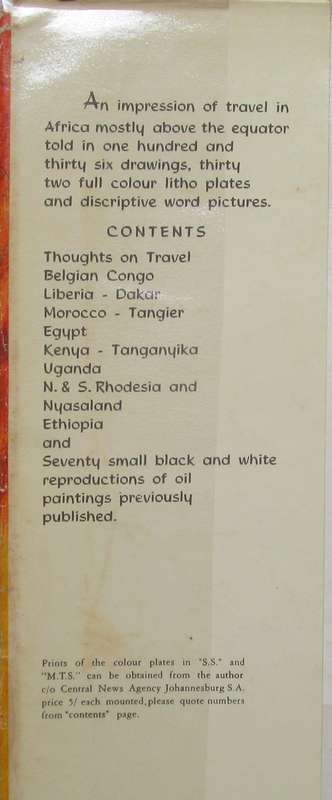 An impression of travel in
Africa mostly above the equator
told in one hundred and
thirty six drawings, thirty
two full colour litho plates
and discriptive word pictures.
CONTENTS
Thoughts on Travel
Belgian Congo
Liberia - Dakar
Morocco - Tangier
Egypt
Kenya - Tanganyika
Uganda
N. & S. Rhodesia and
Nyasaland
Ethiopia
and
Seventy small black and white
reproductions of oil
paintings previously
published.
Prints of the colour plates in "S.S." and
"M.T.S." can be obtained from the author
c/o Central News Agency Johannesburg S.A.
price 5/ each mounted, please quote numbers
from "contents" page.